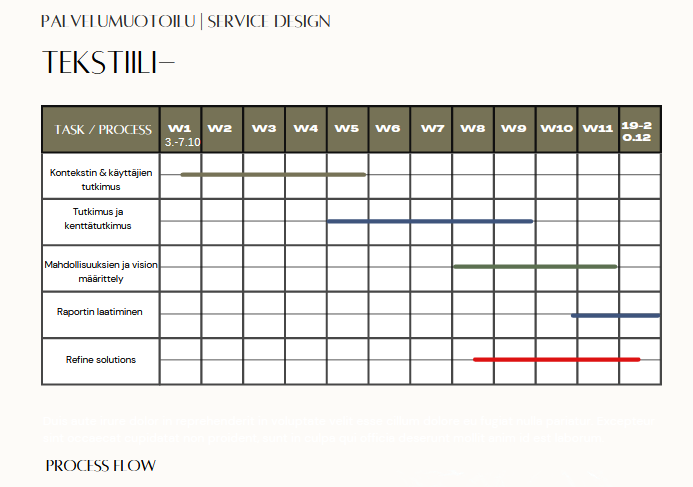 PALVELUMUOTOILU | SERVICE DESIGN
TEKSTIILI–
TASK / PROCESS W1 W2 W3 W4 W5 W6 W7 W8 W9 W10 W11 19-2
0.12
3.-7.10
Kontekstin & käyttäjien
tutkimus
Tutkimus ja
kenttätutkimus
Mahdollisuuksien ja vision
määrittely
Raportin laatiminen
Refine solutions
PROCESS FLOW